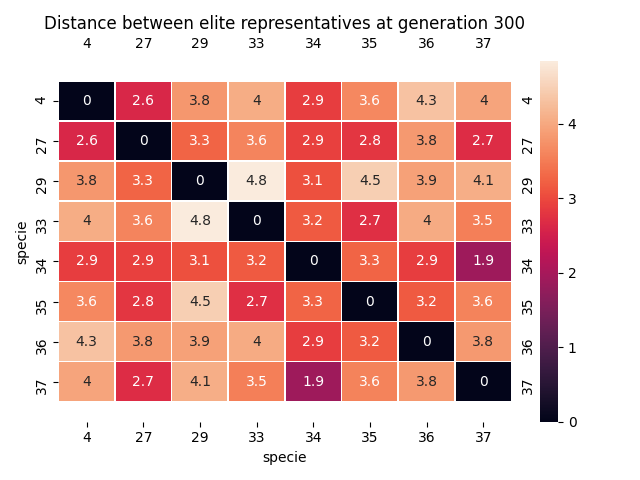 Distance between elite representatives at generation 300
4 27 29 33 34 35 36 37
4 0 2.6 3.8 4 2.9 3.6 4.3 4 4
27 2.6 0 3.3 3.6 2.9 2.8 3.8 2.7 27
29 3.8 3.3 0 4.8 3.1 4.5 3.9 4.1 29
33 4 3.6 4.8 0 3.2 2.7 4 3.5 33
34 2.9 2.9 3.1 3.2 0 3.3 2.9 1.9 34
35 3.6 2.8 4.5 2.7 3.3 0 3.2 3.6 35
36 4.3 3.8 3.9 4 2.9 3.2 0 3.8 36
37 4 2.7 4.1 3.5 1.9 3.6 3.8 0 37
4 27 29 33 34 35 36 37
specie
specie
4
3
2
1
0